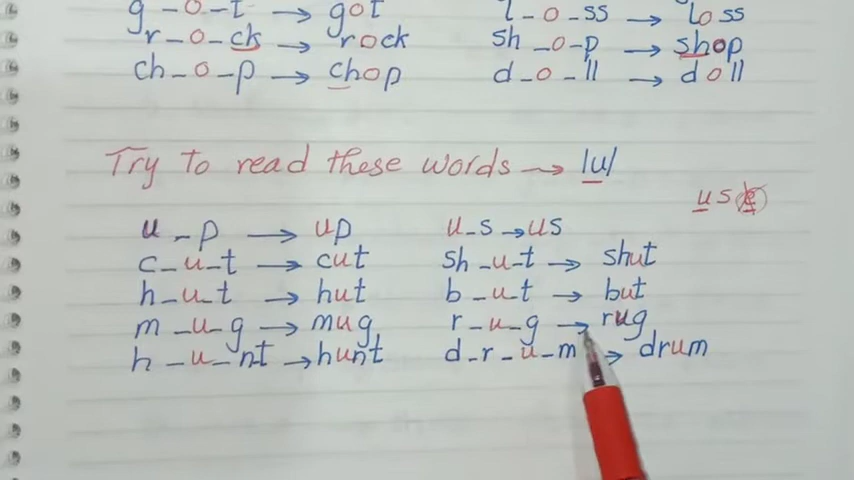 g-o-t → got l-o-ss → loss
r-o-ck → rock sh-o-p → shop
ch-o-p → chop d-o-ll → doll
Try to read these words → /u/
use
u-p → up u-s → us
c-u-t → cut sh-u-t → shut
h-u-t → hut b-u-t → but
m-u-g → mug r-u-g → rug
h-u-nt → hunt d-r-u-m → drum